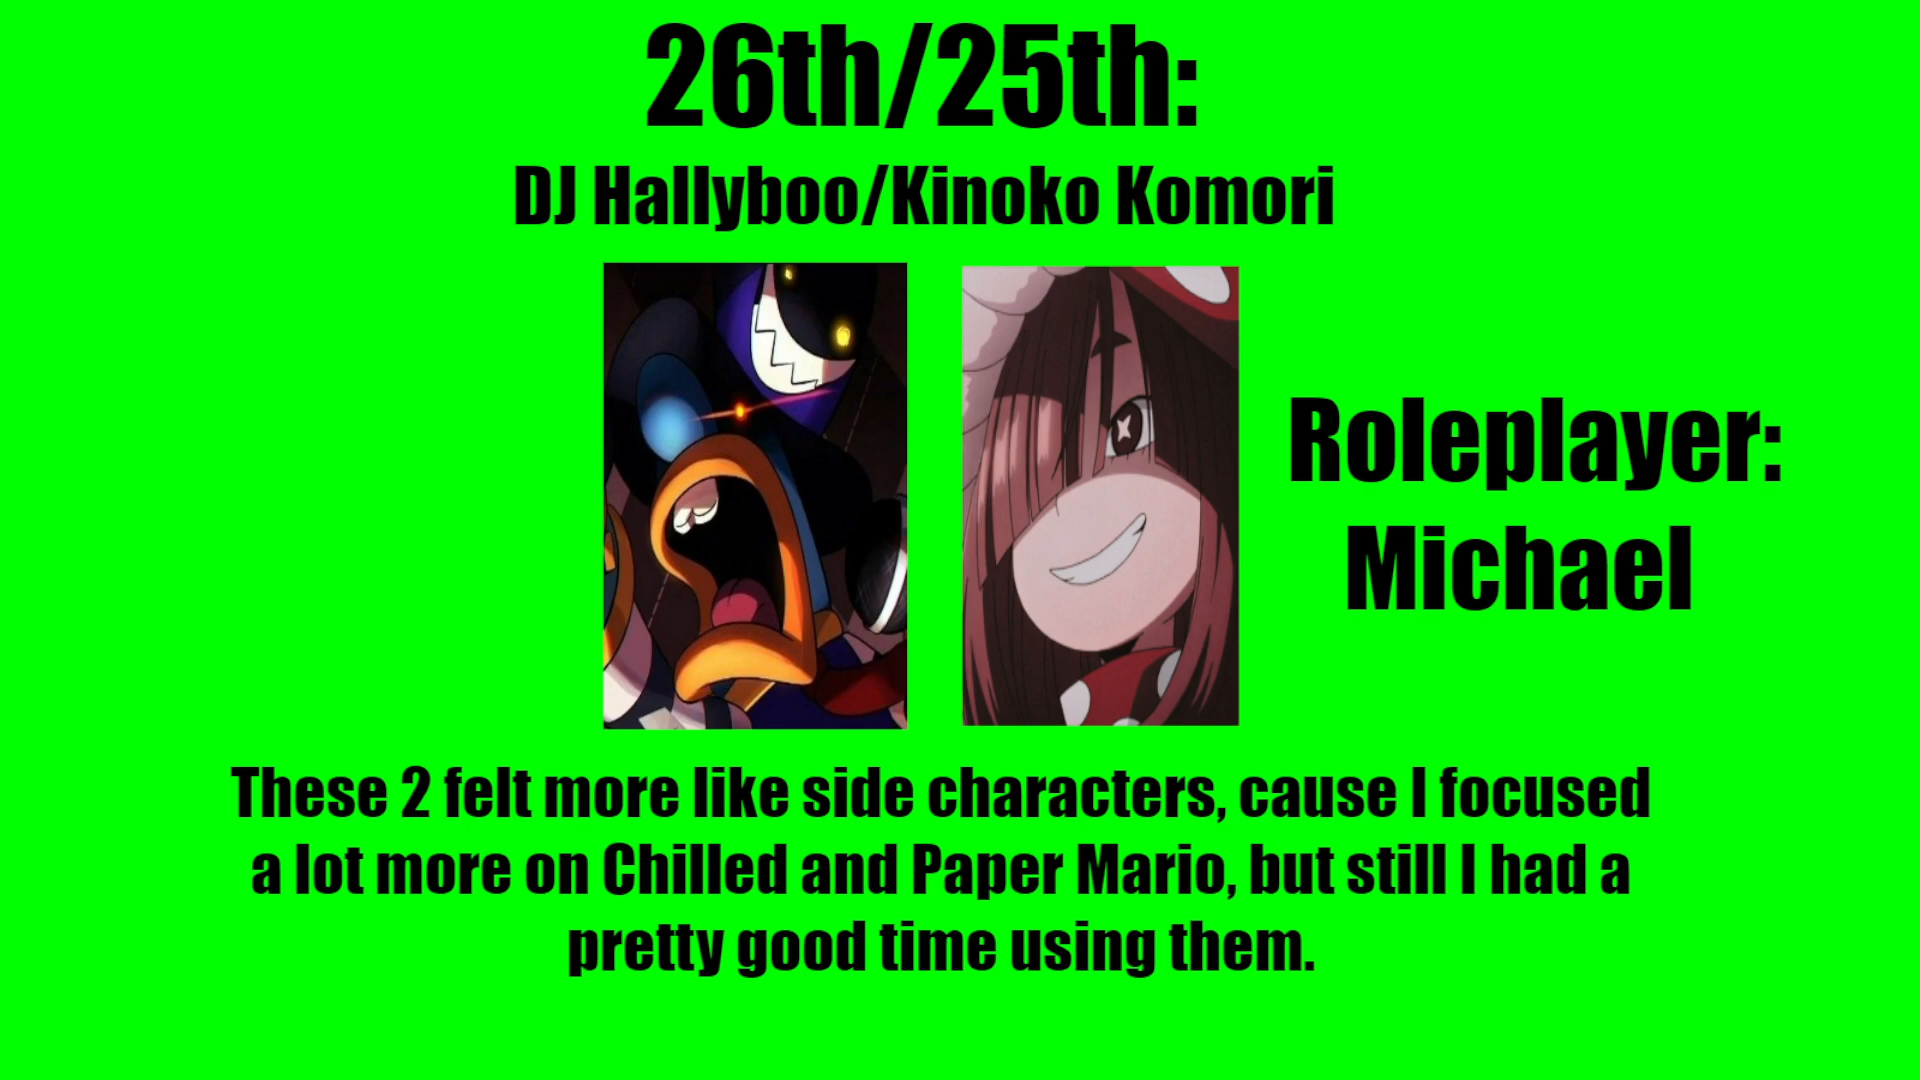 26th/25th:
DJ Hallyboo/Kinoko Komori
Roleplayer:
Michael
These 2 felt more like side characters, cause I focused
a lot more on Chilled and Paper Mario, but still I had a
pretty good time using them.